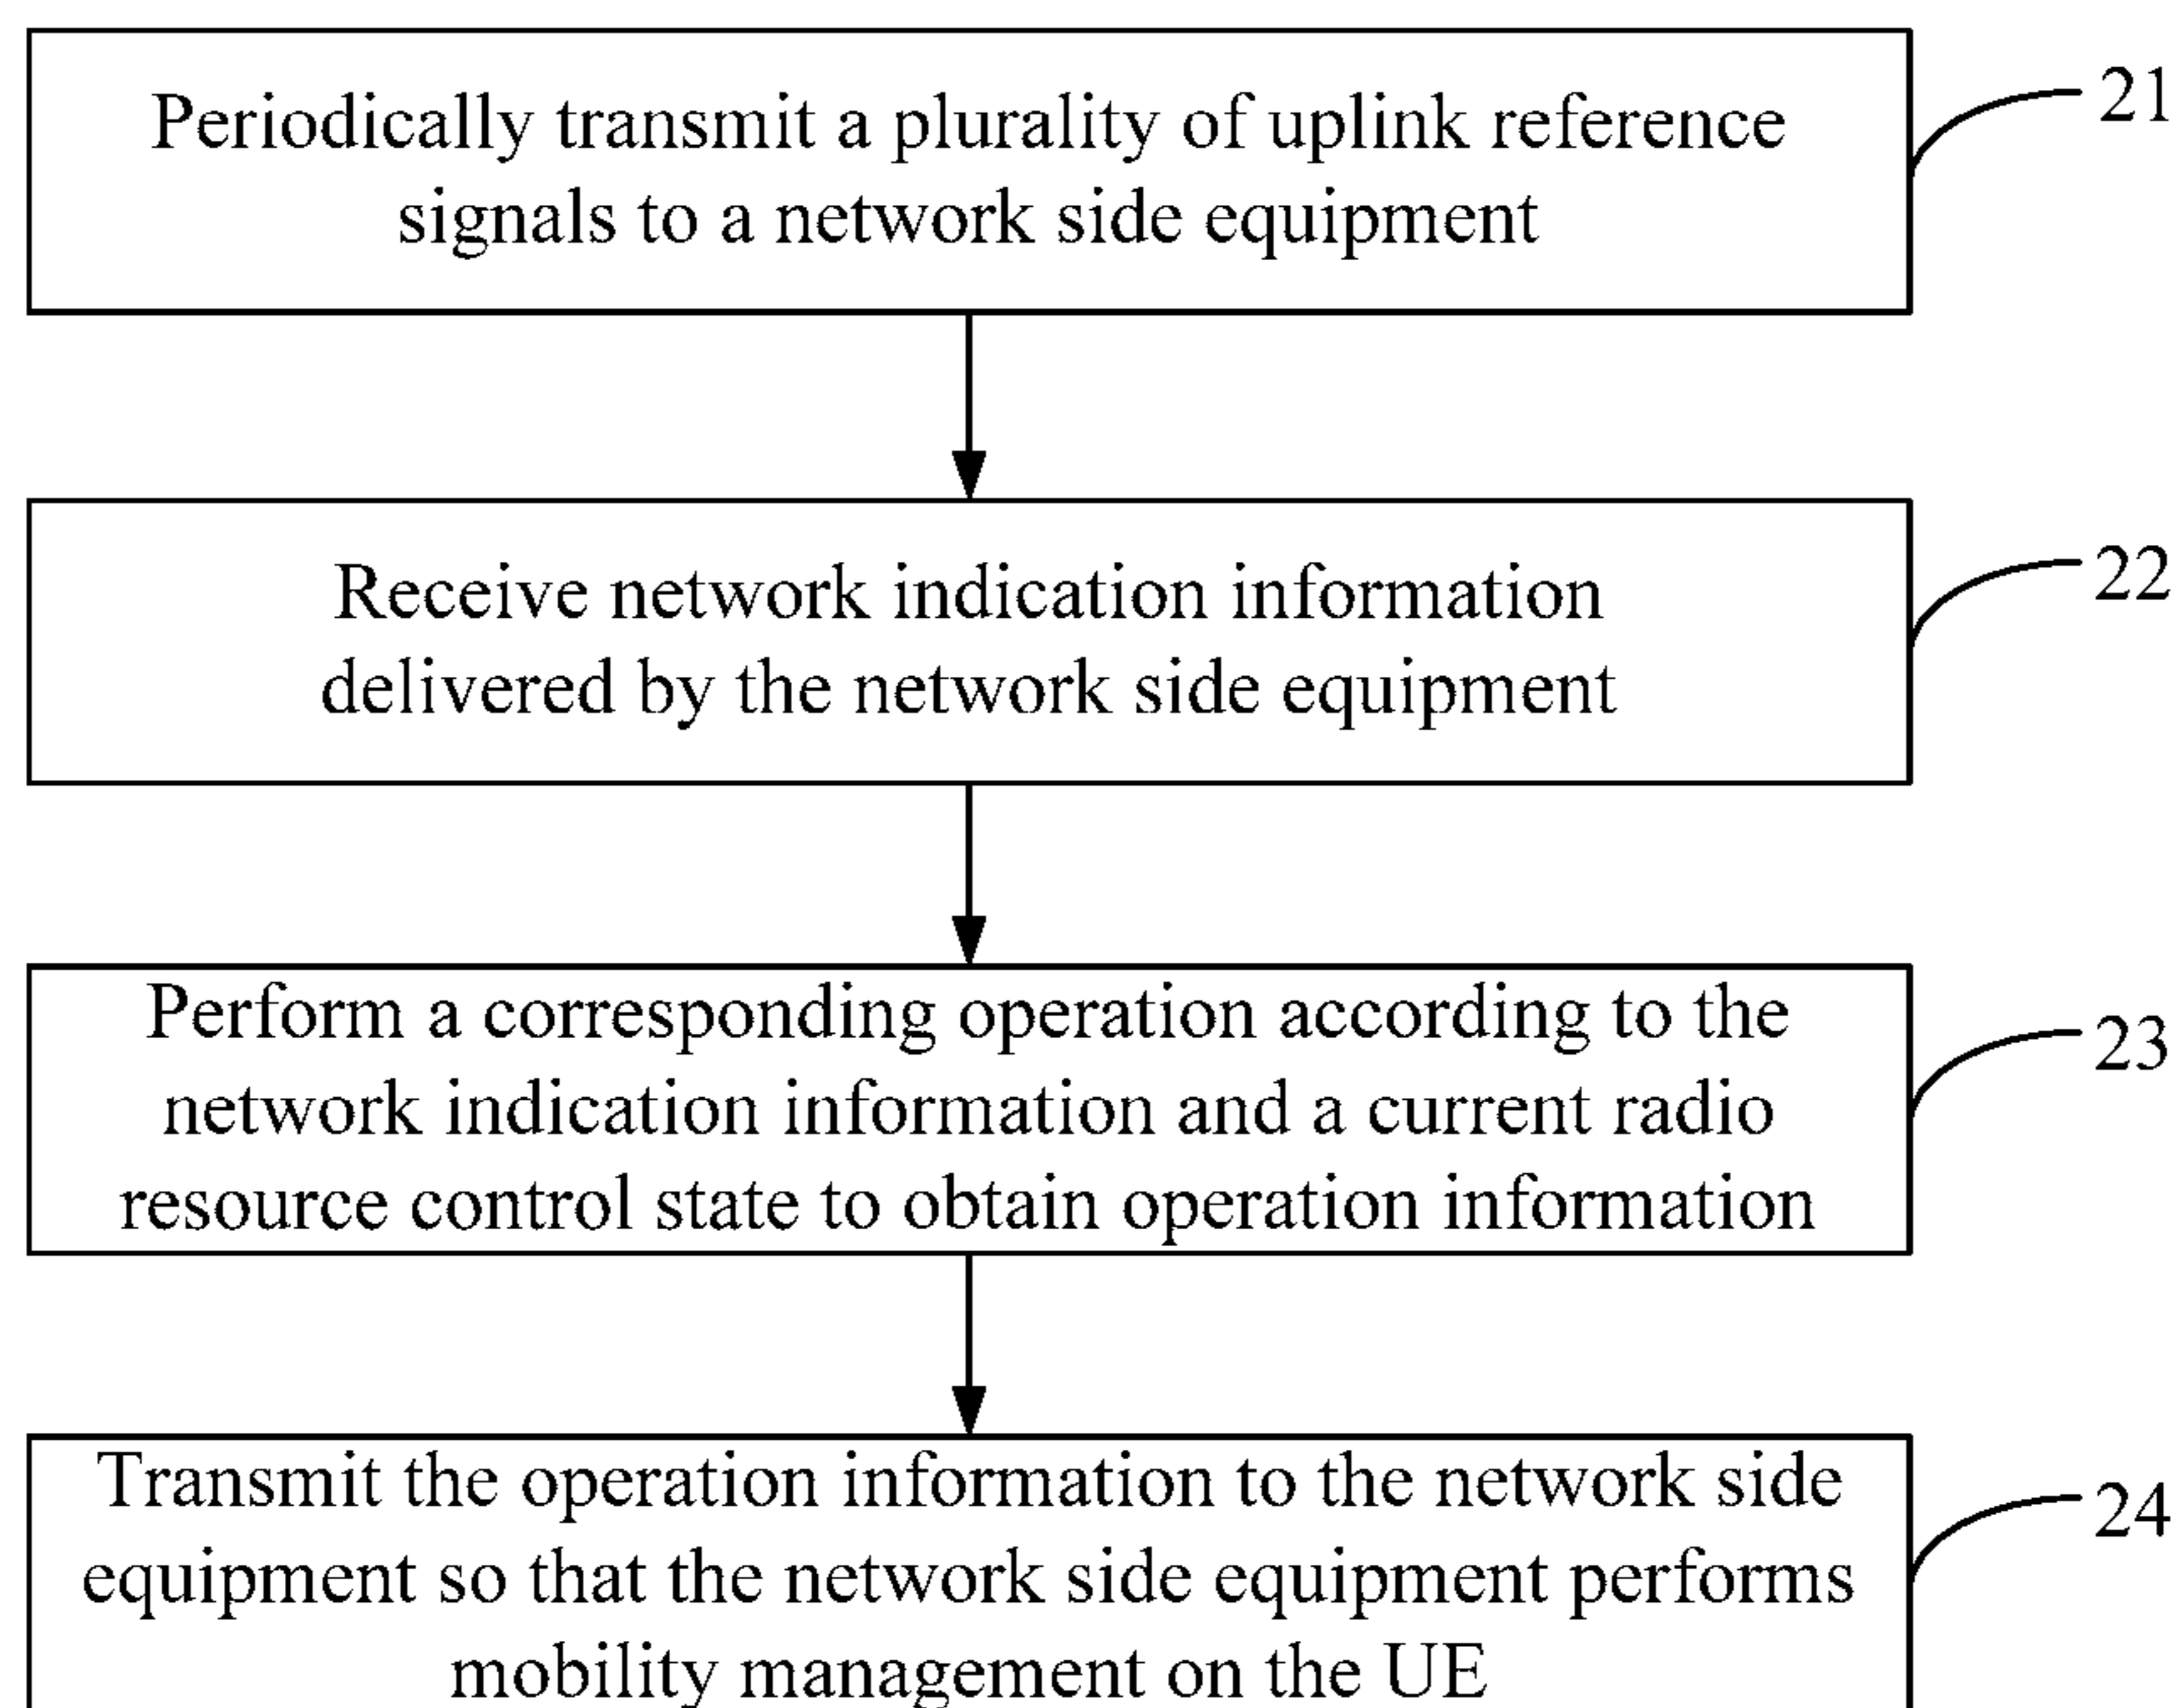 Periodically transmit a plurality of uplink reference
signals to a network side equipment
21
Receive network indication information
delivered by the network side equipment
22
Perform a corresponding operation according to the
network indication information and a current radio
resource control state to obtain operation information
23
Transmit the operation information to the network side
equipment so that the network side equipment performs
mobility management on the UE
24